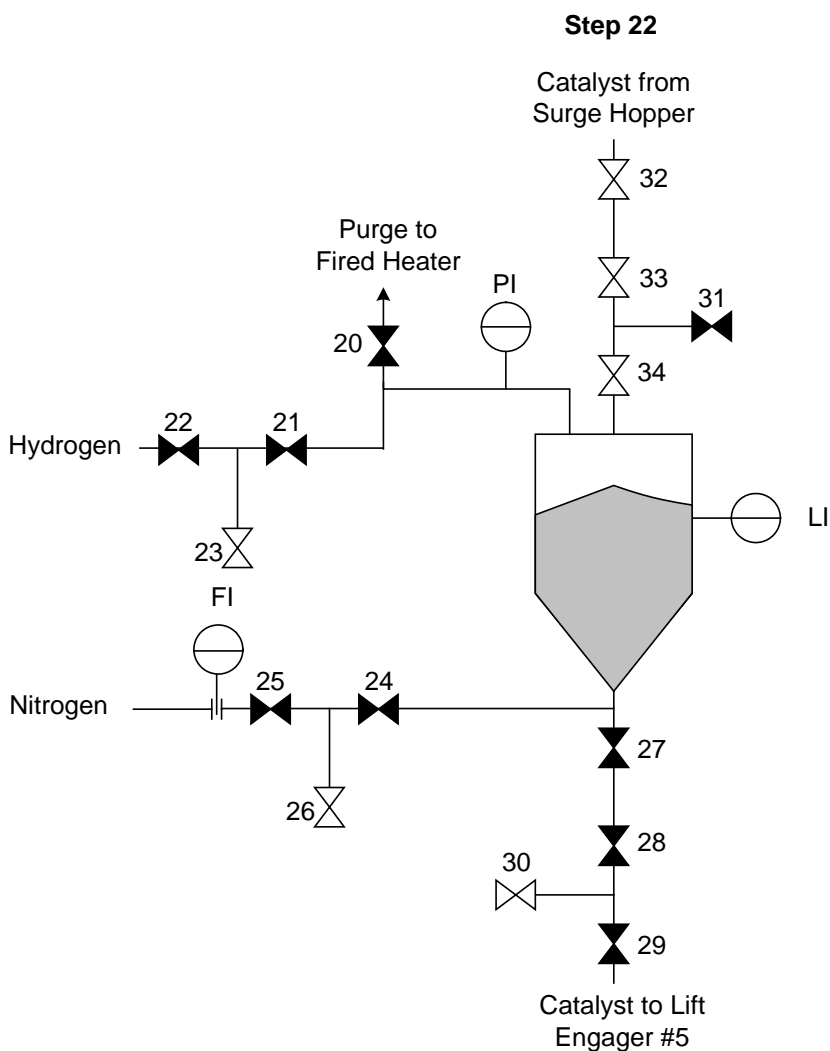 Step 22
Catalyst from
Surge Hopper
32
Purge to
Fired Heater
PI
33
31
20
34
22
21
Hydrogen
LI
23
FI
25
24
Nitrogen
27
26
28
30
29
Catalyst to Lift
Engager #5